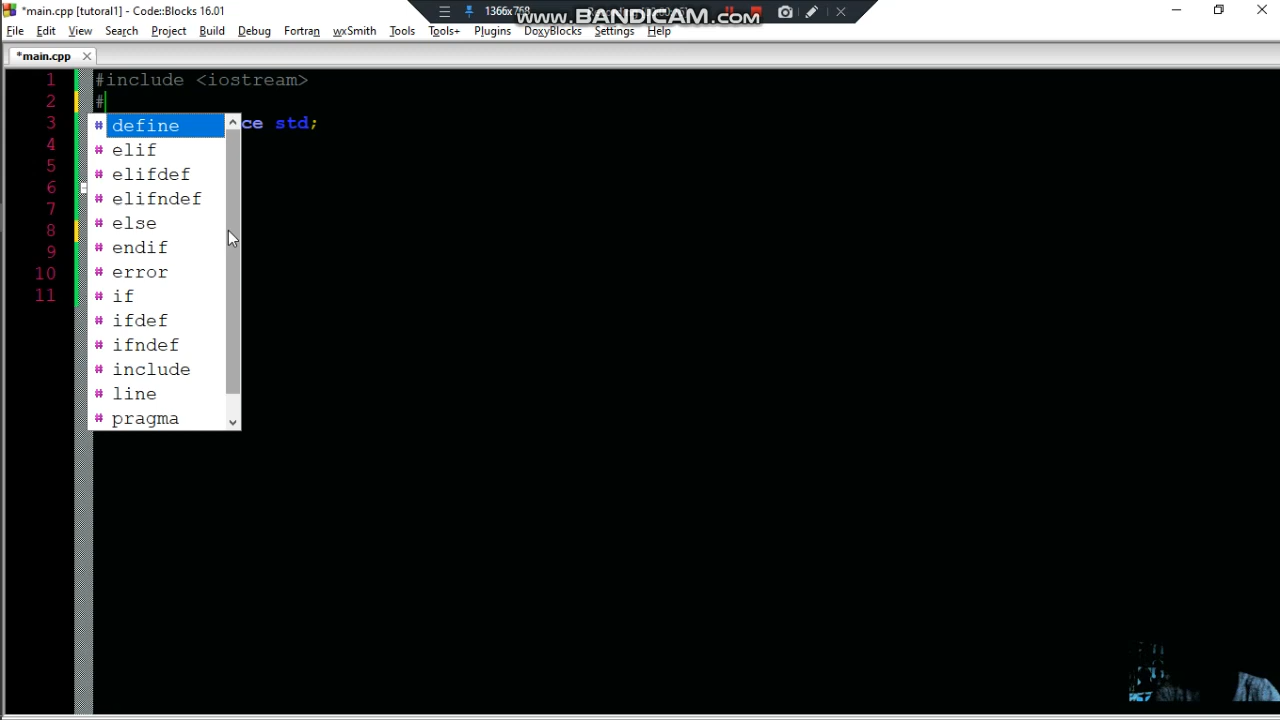 *main.cpp [tutoral1] - Code::Blocks 16.01
1366x768
www.BANDICAM.com
File Edit View Search Project Build Debug Fortran wxSmith Tools Tools+ Plugins DoxyBlocks Settings Help
*main.cpp
1 #include <iostream>
2 #
3 ce std;
4
5
6
7
8
9
10
11
# define
# elif
# elifdef
# elifndef
# else
# endif
# error
# if
# ifdef
# ifndef
# include
# line
# pragma